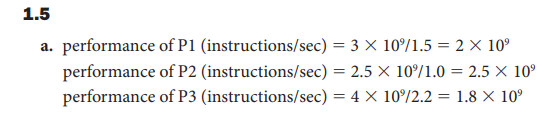 1.5
a. performance of P1 (instructions/sec) = 3 × 10⁹/1.5 = 2 × 10⁹
performance of P2 (instructions/sec) = 2.5 × 10⁹/1.0 = 2.5 × 10⁹
performance of P3 (instructions/sec) = 4 × 10⁹/2.2 = 1.8 × 10⁹